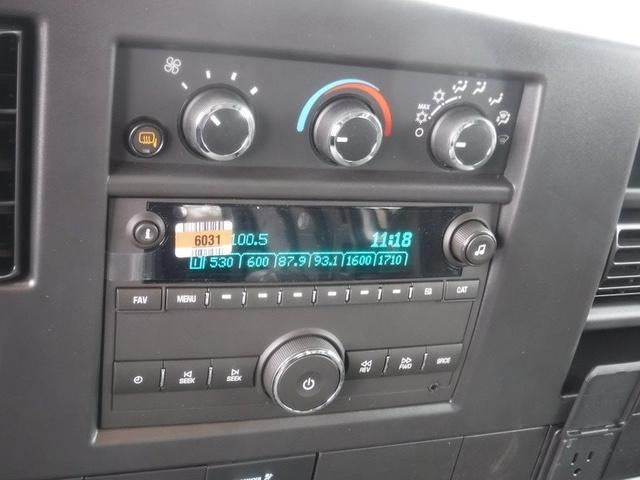 MAX
6031
100.5 11:18
1 530 600 87.9 93.1 1600 1710
FAV MENU EQ CAT
SEEK SEEK REV FWD SRCE